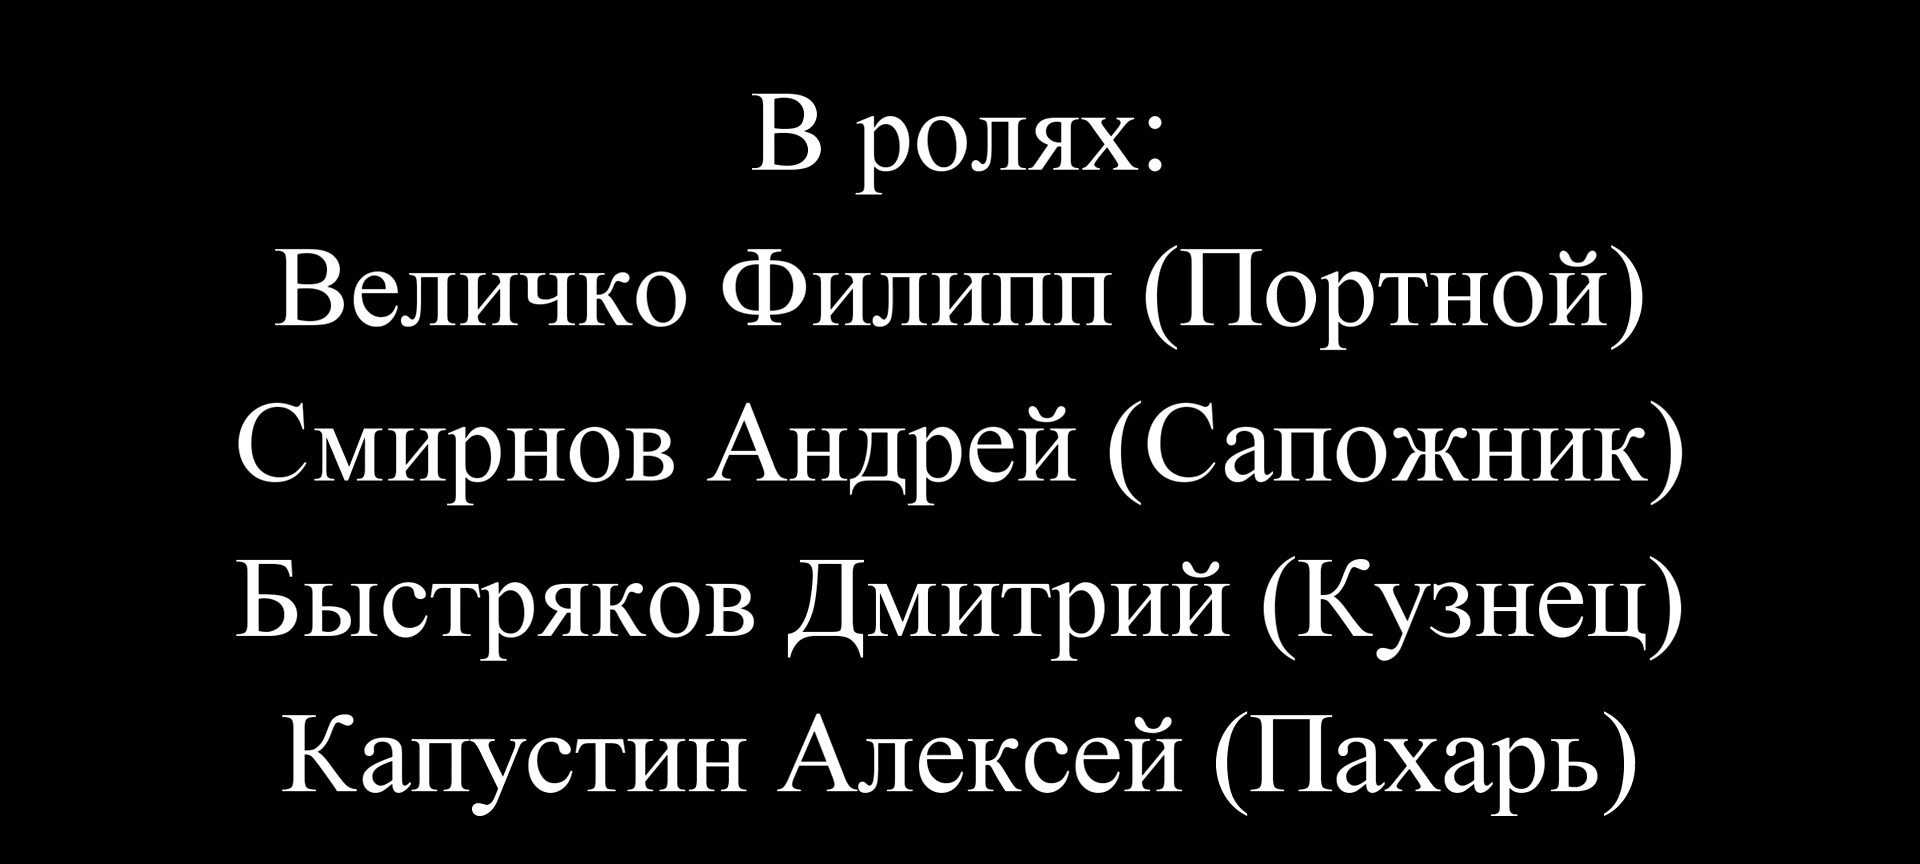 В ролях:
Величко Филипп (Портной)
Смирнов Андрей (Сапожник)
Быстряков Дмитрий (Кузнец)
Капустин Алексей (Пахарь)